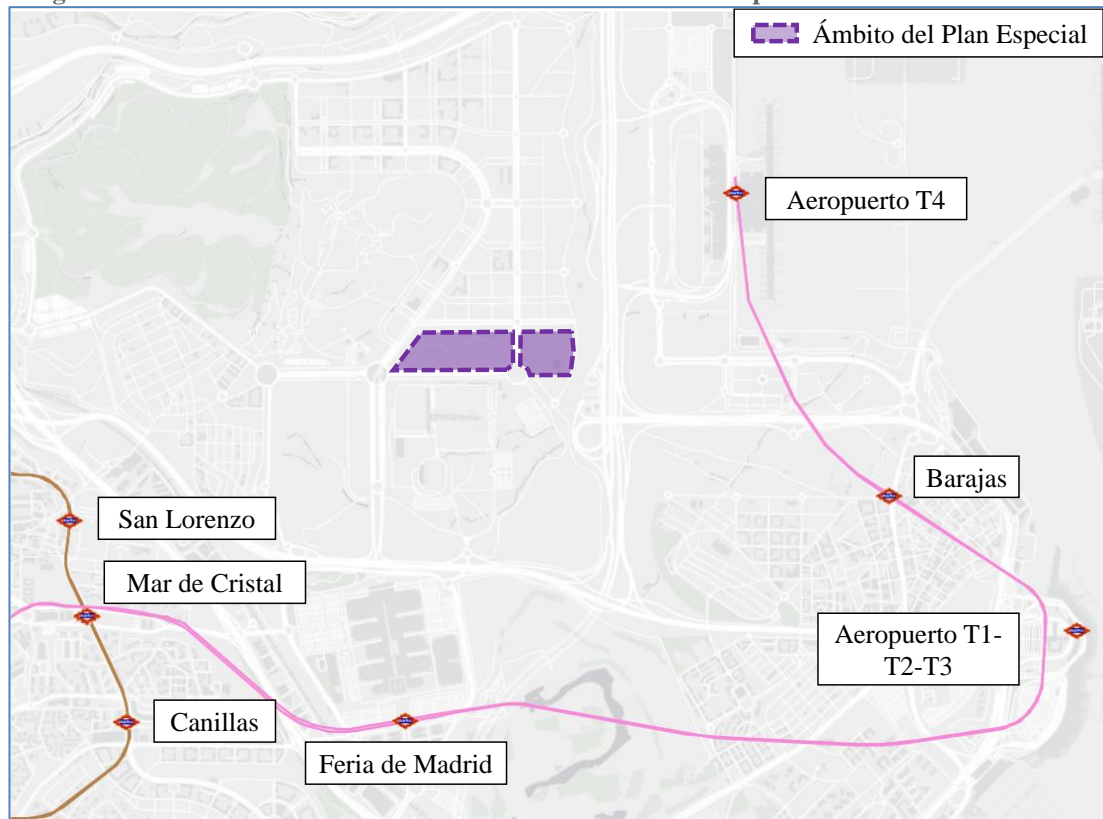 Ámbito del Plan Especial
Aeropuerto T4
Barajas
San Lorenzo
Mar de Cristal
Aeropuerto T1-
T2-T3
Canillas
Feria de Madrid